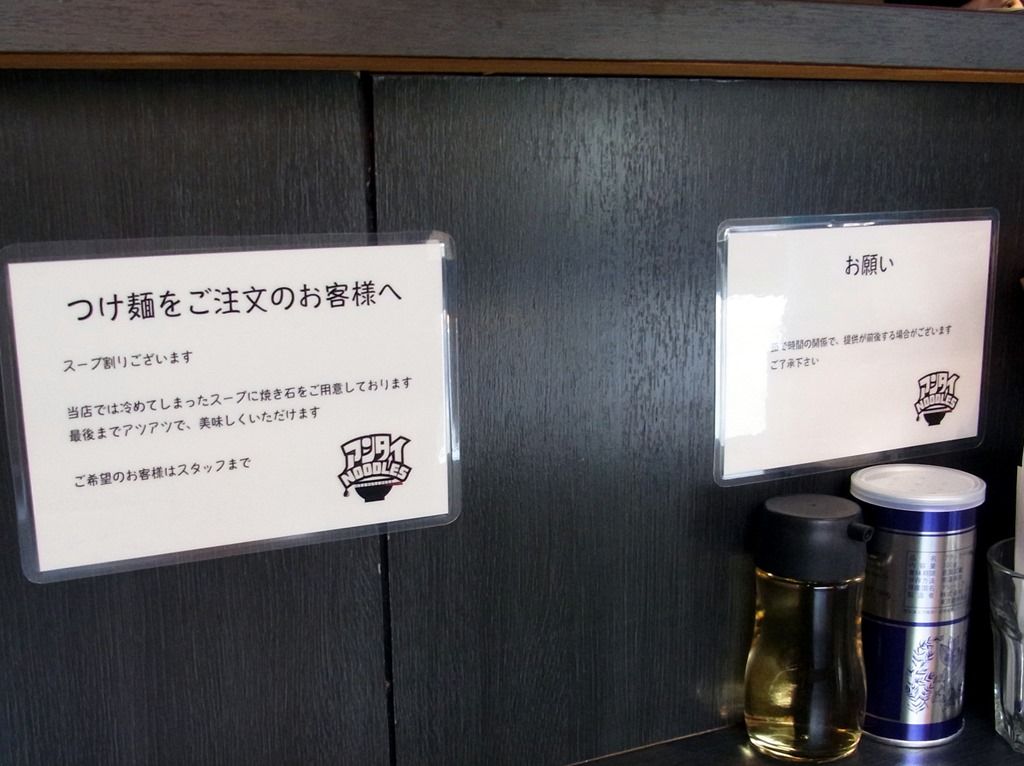 つけ麺をご注文のお客様へ
スープ割りございます
当店では冷めてしまったスープに焼き石をご用意しております
最後までアツアツで、美味しくいただけます
ご希望のお客様はスタッフまで
アンタイ
NOODLES
お願い
時間の関係で、提供が前後する場合がございます
ご了承下さい
アンタイ
NOODLES